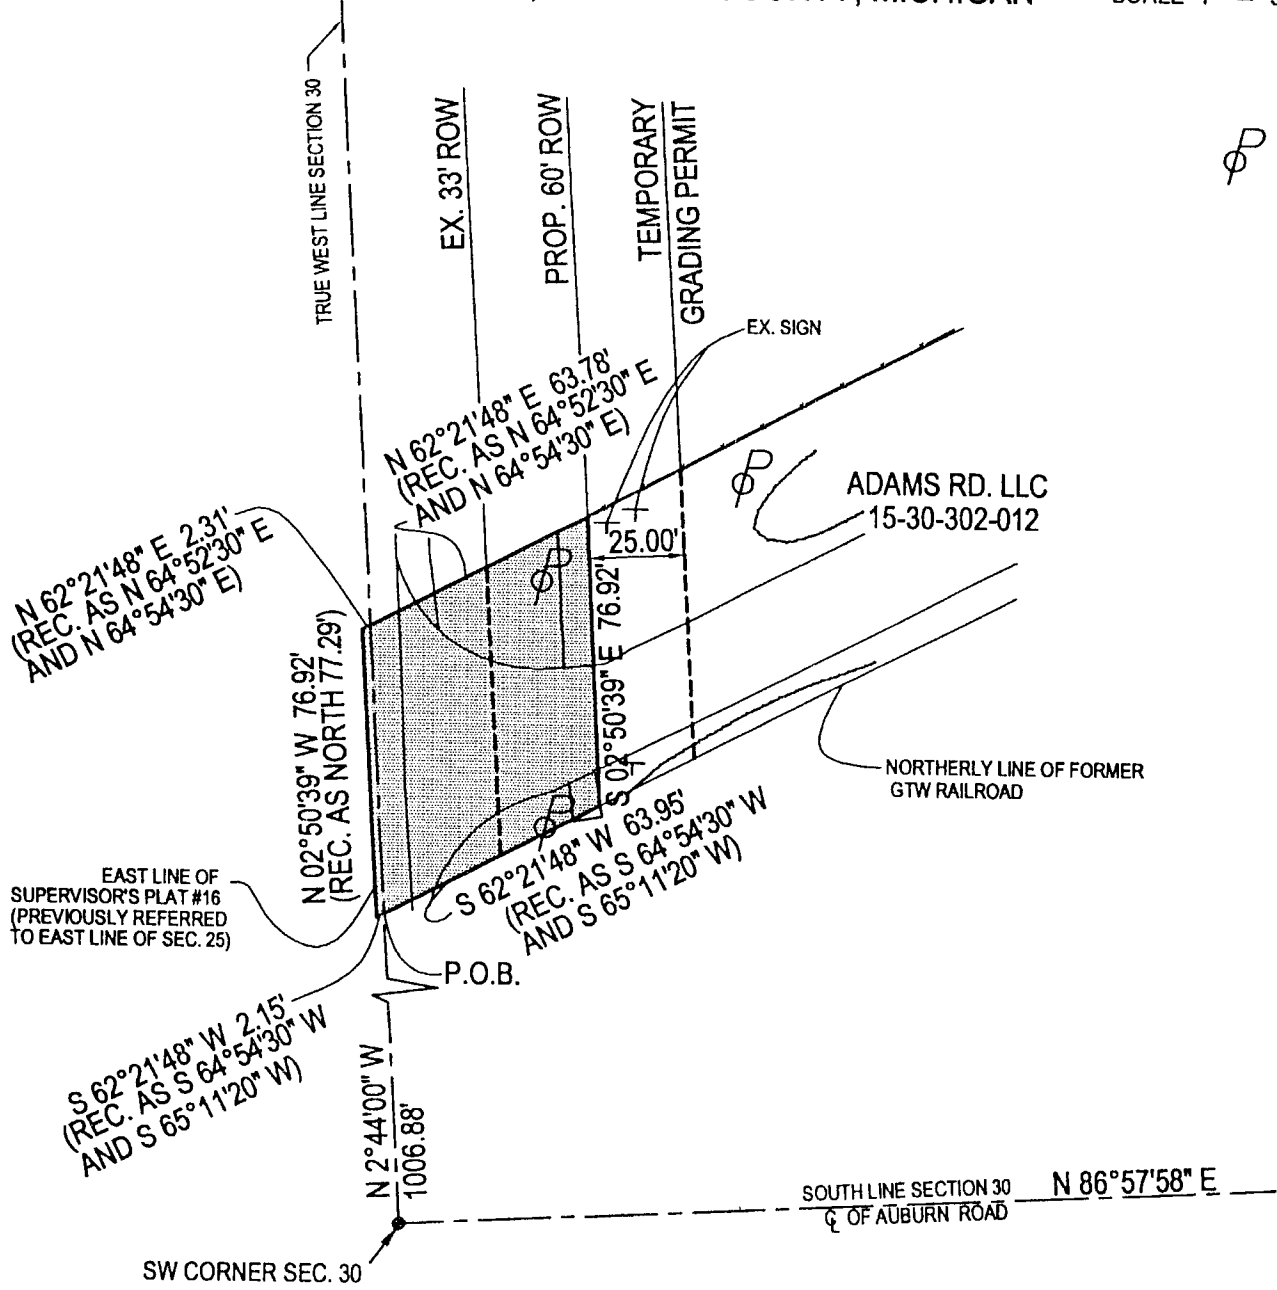 MICHIGAN
TRUE WEST LINE SECTION 30
EX. 33' ROW
PROP. 60' ROW
TEMPORARY
GRADING PERMIT
EX. SIGN
N 62°21'48" E 63.78'
(REC. AS N 64°52'30" E
AND N 64°54'30" E)
ADAMS RD. LLC
15-30-302-012
25.00'
N 62°21'48" E 2.31'
(REC. AS N 64°52'30" E
AND N 64°54'30" E)
N 02°50'39" W 76.92'
(REC. AS NORTH 77.29')
S 02°50'39" E 76.92'
NORTHERLY LINE OF FORMER
GTW RAILROAD
S 62°21'48" W 63.95'
(REC. AS S 64°54'30" W
AND S 65°11'20" W)
EAST LINE OF
SUPERVISOR'S PLAT #16
(PREVIOUSLY REFERRED
TO EAST LINE OF SEC. 25)
P.O.B.
S 62°21'48" W 2.15'
(REC. AS S 64°54'30" W
AND S 65°11'20" W)
N 2°44'00" W
1006.88'
SOUTH LINE SECTION 30
℄ OF AUBURN ROAD
N 86°57'58" E
SW CORNER SEC. 30